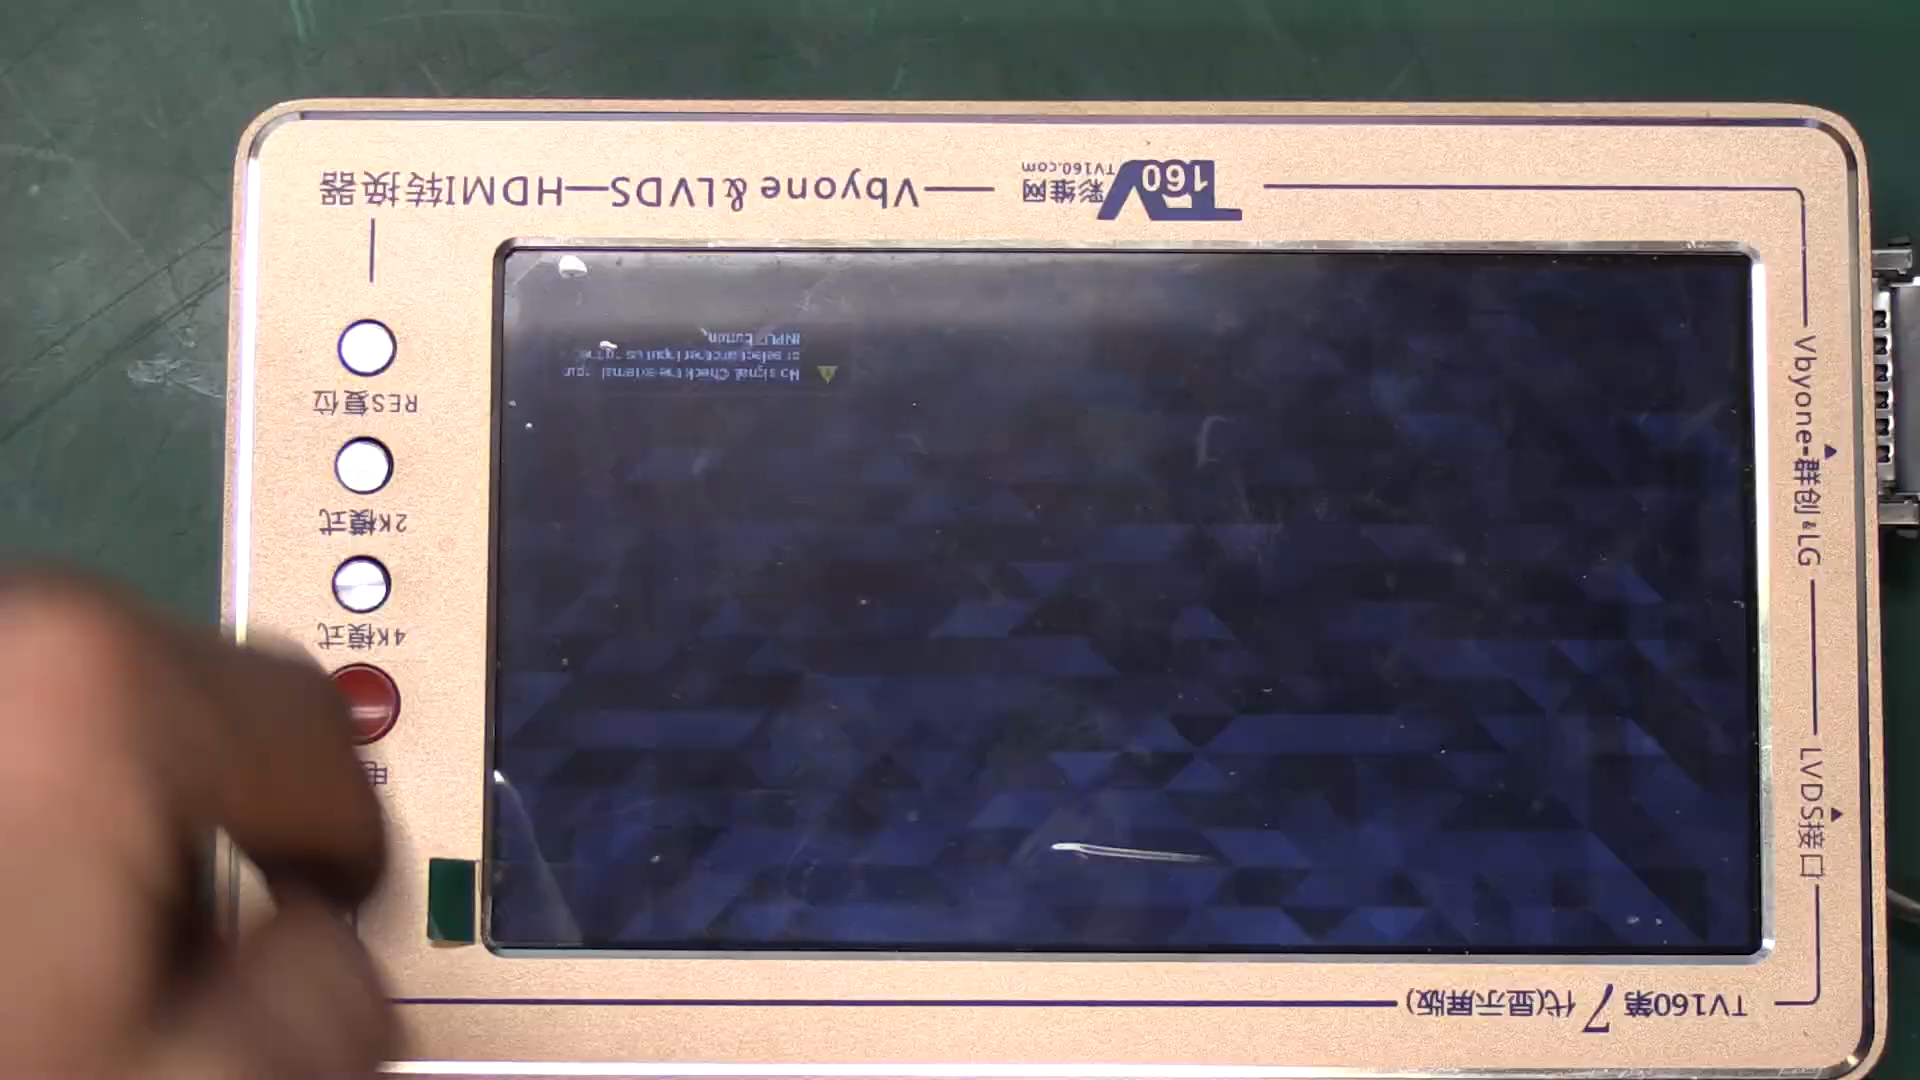 TV160第7代(显示屏版)
LVDS接口
Vbyone-群创&LG
4K模式
2K模式
RES复位
No signal. Check the external input
or select another input using the
INPUT button.
TV160
彩维网
TV160.com
Vbyone&LVDS—HDMI转换器